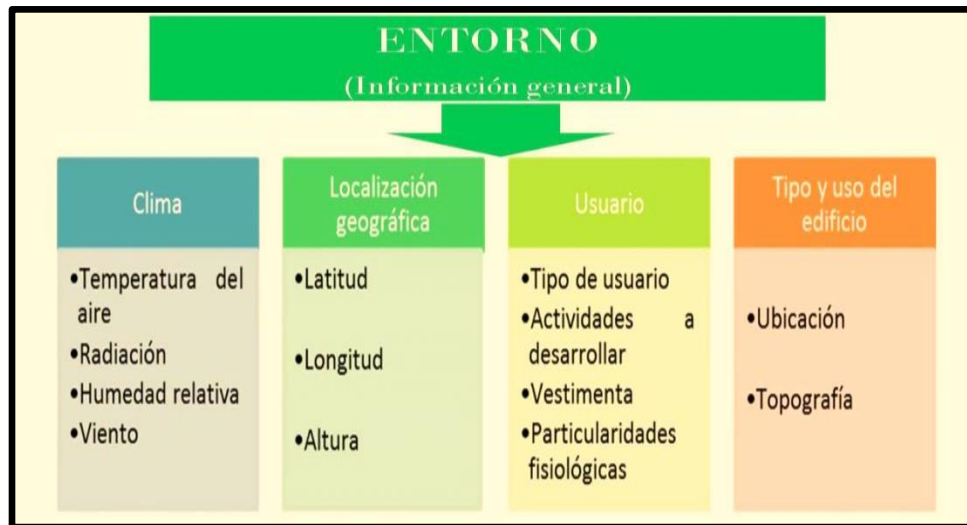 ENTORNO
(Información general)
Clima
•Temperatura del
aire
•Radiación
•Humedad relativa
•Viento
Localización
geográfica
•Latitud
•Longitud
•Altura
Usuario
•Tipo de usuario
•Actividades a
desarrollar
•Vestimenta
•Particularidades
fisiológicas
Tipo y uso del
edificio
•Ubicación
•Topografía